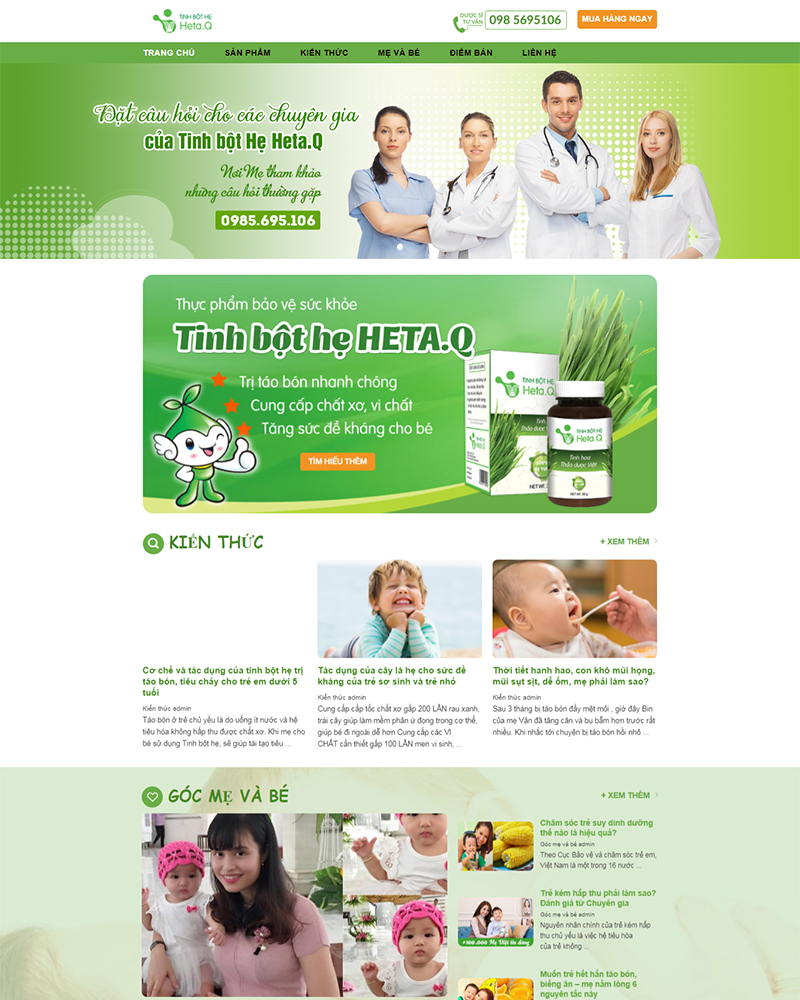 TINH BỘT HẸ
Heta.Q
DƯỢC SĨ
TƯ VẤN
098 5695106
MUA HÀNG NGAY
TRANG CHỦ
SẢN PHẨM
KIẾN THỨC
MẸ VÀ BÉ
ĐIỂM BÁN
LIÊN HỆ
Đặt câu hỏi cho các chuyên gia
của Tinh bột Hẹ Heta.Q
Nơi Mẹ tham khảo
những câu hỏi thường gặp
0985.695.106
Thực phẩm bảo vệ sức khỏe
Tinh bột hẹ HETA.Q
Trị táo bón nhanh chóng
Cung cấp chất xơ, vi chất
Tăng sức đề kháng cho bé
TÌM HIỂU THÊM
TINH BỘT HẸ
Heta.Q
TINH BỘT HẸ
Heta.Q
Tinh hoa
Thảo dược Việt
KIẾN THỨC
+ XEM THÊM
Cơ chế và tác dụng của tinh bột hẹ trị
táo bón, tiêu chảy cho trẻ em dưới 5
tuổi
Kiến thức admin
Táo bón ở trẻ chủ yếu là do uống ít nước và hệ
tiêu hóa không hấp thu được chất xơ. Khi mẹ cho
bé sử dụng Tinh bột hẹ, sẽ giúp tái tạo tiêu ...
Tác dụng của cây lá hẹ cho sức đề
kháng của trẻ sơ sinh và trẻ nhỏ
Kiến thức admin
Cung cấp cấp tốc chất xơ gấp 200 LẦN rau xanh,
trái cây giúp làm mềm phân ứ đọng trong cơ thể,
giúp bé đi ngoài dễ hơn Cung cấp các VI
CHẤT cần thiết gấp 100 LẦN men vi sinh, ...
Thời tiết hanh hao, con khô mũi họng,
mũi sụt sịt, dễ ốm, mẹ phải làm sao?
Kiến thức admin
Sau 3 tháng bị táo bón đầy mệt mỏi , giờ đây Bin
của mẹ Vân đã tăng cân và bụ bẫm hơn trước rất
nhiều. Khi nhắc tới chuyện bị táo bón hồi nhỏ ...
GÓC MẸ VÀ BÉ
+ XEM THÊM
Chăm sóc trẻ suy dinh dưỡng
thế nào là hiệu quả?
Góc mẹ và bé admin
Theo Cục Bảo vệ và chăm sóc trẻ em,
Việt Nam là một trong 16 nước ...
Trẻ kém hấp thu phải làm sao?
Đánh giá từ Chuyên gia
Góc mẹ và bé admin
Nguyên nhân chính của trẻ kém hấp
thu chủ yếu là việc hệ tiêu hóa
của trẻ không ...
+100.000 Mẹ Việt tin dùng
Muốn trẻ hết hẳn táo bón,
biếng ăn – mẹ nằm lòng 6
nguyên tắc này